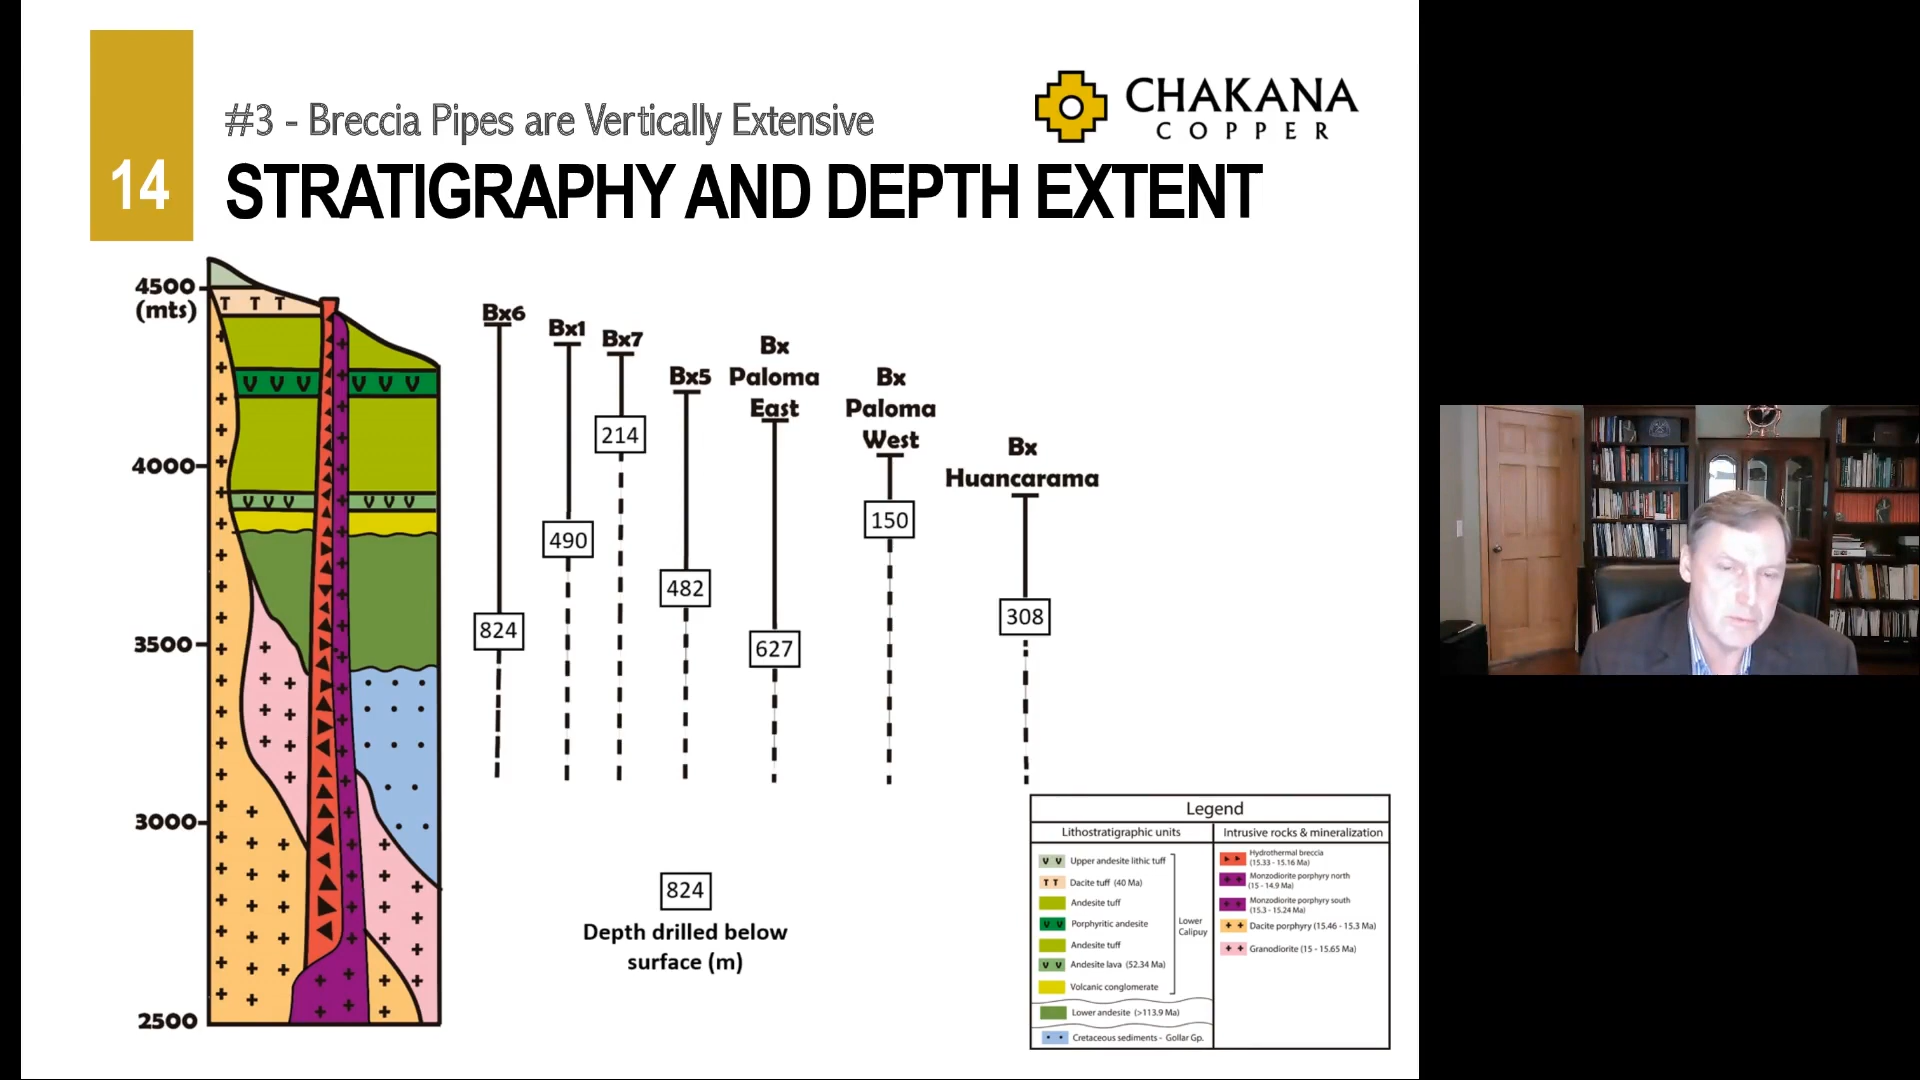 14
#3 - Breccia Pipes are Vertically Extensive
STRATIGRAPHY AND DEPTH EXTENT
CHAKANA
COPPER
4500
(mts)
4000
3500
3000
2500
T T T
V V V V V V
V V V V V V
Bx6
824
Bx1
490
Bx7
214
Bx5
482
Bx
Paloma
East
627
Bx
Paloma
West
150
Bx
Huancarama
308
824
Depth drilled below
surface (m)
Legend
Lithostratigraphic units
V V Upper andesite lithic tuff
T T Dacite tuff (40 Ma)
Andesite tuff
V V Porphyritic andesite
Andesite tuff
V V Andesite lava (52.34 Ma)
Volcanic conglomerate
Lower
Calipuy
Lower andesite (>113.9 Ma)
Cretaceous sediments - Gollar Gp.
Intrusive rocks & mineralization
Hydrothermal breccia
(15.33 - 15.16 Ma)
Monzodiorite porphyry north
(15 - 14.9 Ma)
Monzodiorite porphyry south
(15.3 - 15.24 Ma)
Dacite porphyry (15.46 - 15.3 Ma)
Granodiorite (15 - 15.65 Ma)